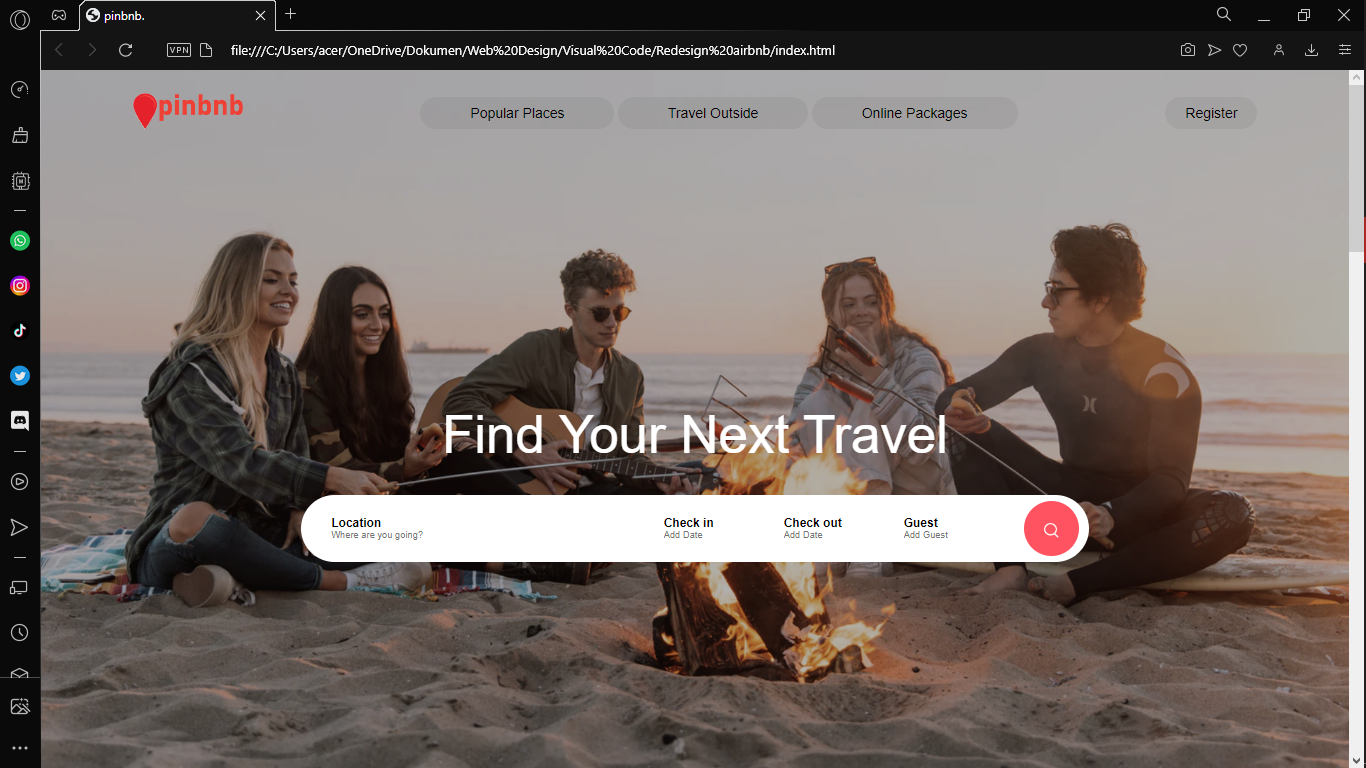 pinbnb.
VPN
file:///C:/Users/acer/OneDrive/Dokumen/Web%20Design/Visual%20Code/Redesign%20airbnb/index.html
pinbnb
Popular Places
Travel Outside
Online Packages
Register
Find Your Next Travel
Location
Where are you going?
Check in
Add Date
Check out
Add Date
Guest
Add Guest